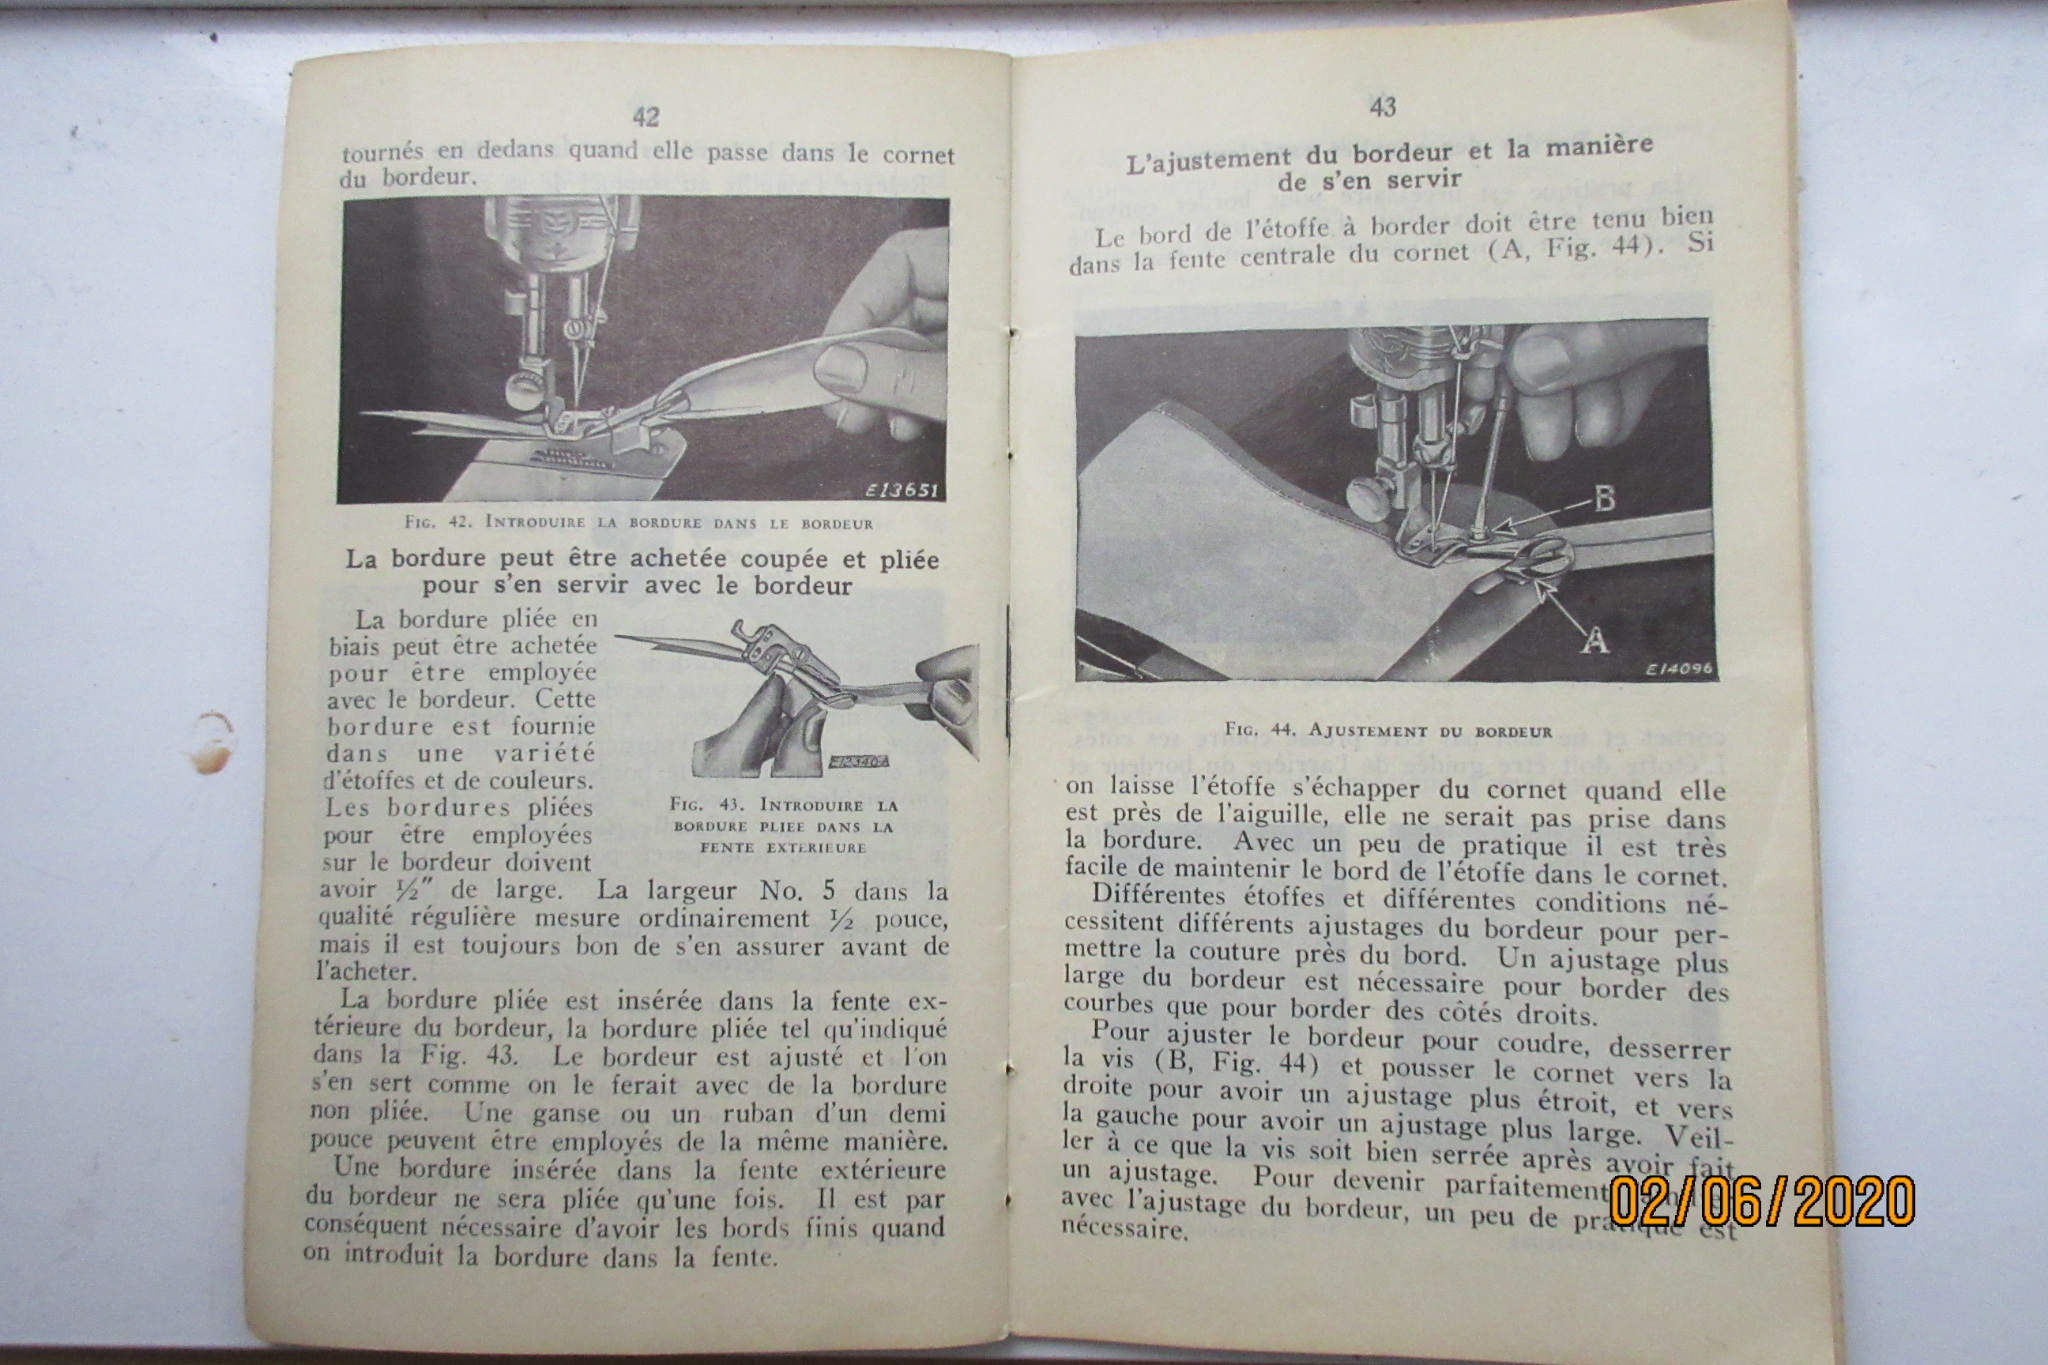 42
tournés en dedans quand elle passe dans le cornet
du bordeur.
E13651
FIG. 42. INTRODUIRE LA BORDURE DANS LE BORDEUR
La bordure peut être achetée coupée et pliée
pour s'en servir avec le bordeur
La bordure pliée en
biais peut être achetée
pour être employée
avec le bordeur. Cette
bordure est fournie
dans une variété
d'étoffes et de couleurs.
Les bordures pliées
pour être employées
sur le bordeur doivent
FIG. 43. INTRODUIRE LA
BORDURE PLIEE DANS LA
FENTE EXTERIEURE
avoir ½″ de large. La largeur No. 5 dans la
qualité régulière mesure ordinairement ½ pouce,
mais il est toujours bon de s'en assurer avant de
l'acheter.
La bordure pliée est insérée dans la fente ex-
térieure du bordeur, la bordure pliée tel qu'indiqué
dans la Fig. 43. Le bordeur est ajusté et l'on
s'en sert comme on le ferait avec de la bordure
non pliée. Une ganse ou un ruban d'un demi
pouce peuvent être employés de la même manière.
Une bordure insérée dans la fente extérieure
du bordeur ne sera pliée qu'une fois. Il est par
conséquent nécessaire d'avoir les bords finis quand
on introduit la bordure dans la fente.
43
L'ajustement du bordeur et la manière
de s'en servir
Le bord de l'étoffe à border doit être tenu bien
dans la fente centrale du cornet (A, Fig. 44). Si
B
A
E14096
FIG. 44. AJUSTEMENT DU BORDEUR
on laisse l'étoffe s'échapper du cornet quand elle
est près de l'aiguille, elle ne serait pas prise dans
la bordure. Avec un peu de pratique il est très
facile de maintenir le bord de l'étoffe dans le cornet.
Différentes étoffes et différentes conditions né-
cessitent différents ajustages du bordeur pour per-
mettre la couture près du bord. Un ajustage plus
large du bordeur est nécessaire pour border des
courbes que pour border des côtés droits.
Pour ajuster le bordeur pour coudre, desserrer
la vis (B, Fig. 44) et pousser le cornet vers la
droite pour avoir un ajustage plus étroit, et vers
la gauche pour avoir un ajustage plus large. Veil-
ler à ce que la vis soit bien serrée après avoir fait
un ajustage. Pour devenir parfaitement
avec l'ajustage du bordeur, un peu de pratique est
nécessaire.
02/06/2020